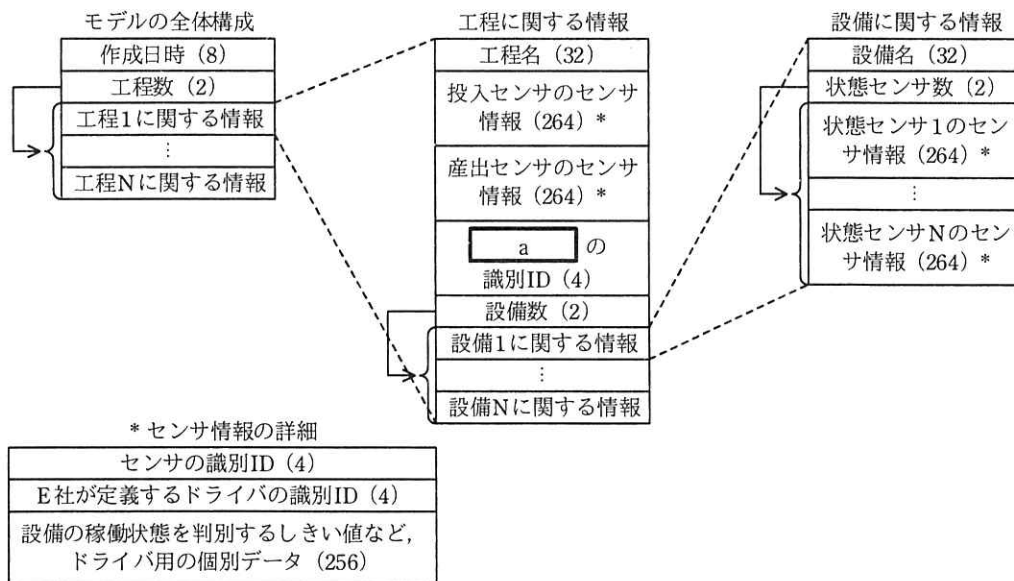 モデルの全体構成
作成日時（8）
工程数（2）
工程1に関する情報
⋮
工程Nに関する情報
工程に関する情報
工程名（32）
投入センサのセンサ
情報（264）*
産出センサのセンサ
情報（264）*
a の
識別ID（4）
設備数（2）
設備1に関する情報
⋮
設備Nに関する情報
設備に関する情報
設備名（32）
状態センサ数（2）
状態センサ1のセン
サ情報（264）*
⋮
状態センサNのセン
サ情報（264）*
* センサ情報の詳細
センサの識別ID（4）
E社が定義するドライバの識別ID（4）
設備の稼働状態を判別するしきい値など，
ドライバ用の個別データ（256）